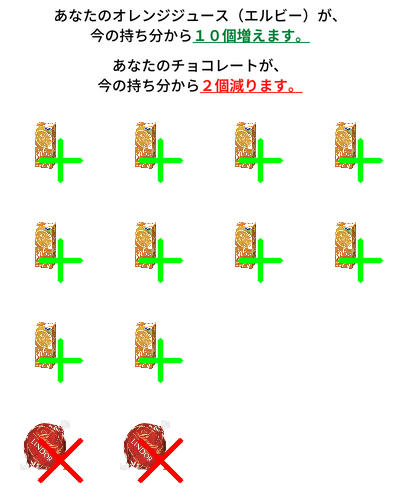 あなたのオレンジジュース（エルビー）が、
今の持ち分から１０個増えます。
あなたのチョコレートが、
今の持ち分から２個減ります。
LINDOR
LINDOR